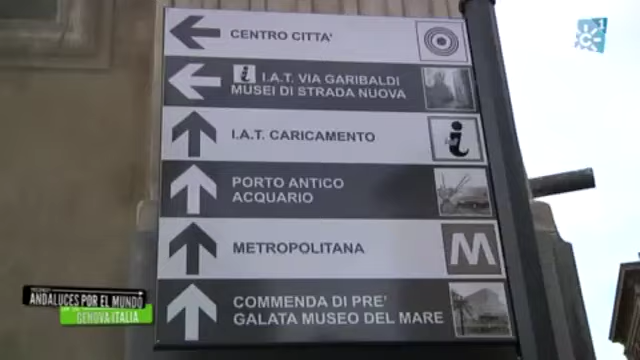 CENTRO CITTA'
i I.A.T. VIA GARIBALDI
MUSEI DI STRADA NUOVA
I.A.T. CARICAMENTO
i
PORTO ANTICO
ACQUARIO
METROPOLITANA
M
COMMENDA DI PRE'
GALATA MUSEO DEL MARE
ANDALUCES POR EL MUNDO
GENOVA ITALIA